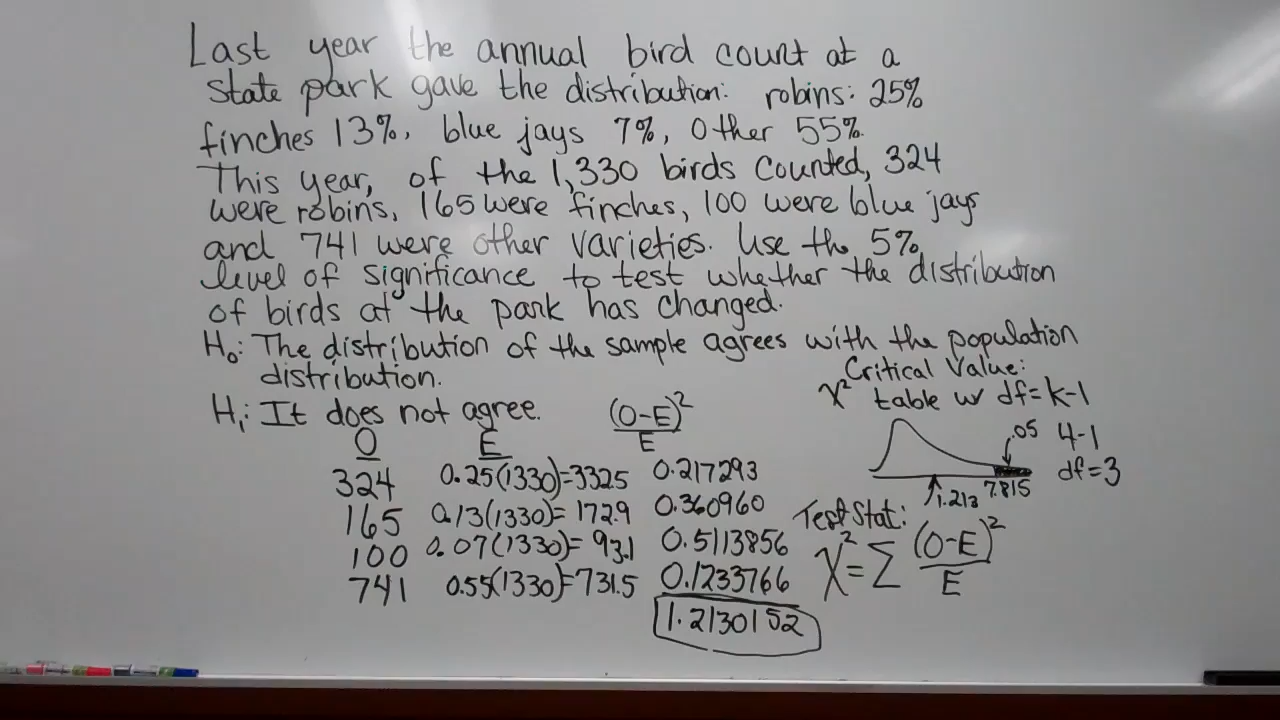 Last year the annual bird count at a
state park gave the distribution: robins: 25%
finches 13%, blue jays 7%, Other 55%.
This year, of the 1,330 birds counted, 324
were robins, 165 were finches, 100 were blue jays
and 741 were other varieties. Use the 5%
level of significance to test whether the distribution
of birds at the park has changed.
H₀: The distribution of the sample agrees with the population
distribution.
H₁: It does not agree.
Critical Value:
χ² table w/ df=k-1
.05 4-1
df=3
1.213 7.815
O E (O-E)²/E
324 0.25(1330)=332.5 0.217293
165 0.13(1330)=172.9 0.360960
100 0.07(1330)=93.1 0.5113856
741 0.55(1330)=731.5 0.1233766
1.2130152
Test Stat:
χ²=Σ (O-E)²/E